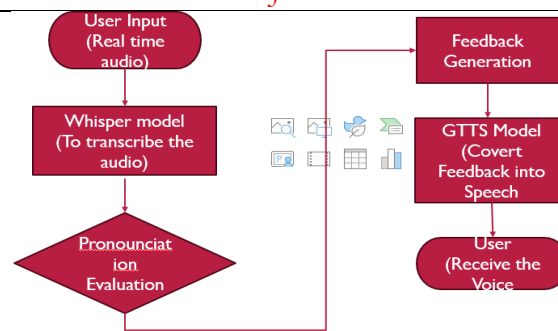 User Input
(Real time
audio)
Whisper model
(To transcribe the
audio)
Pronounciat
ion
Evaluation
Feedback
Generation
GTTS Model
(Covert
Feedback into
Speech
User
(Receive the
Voice